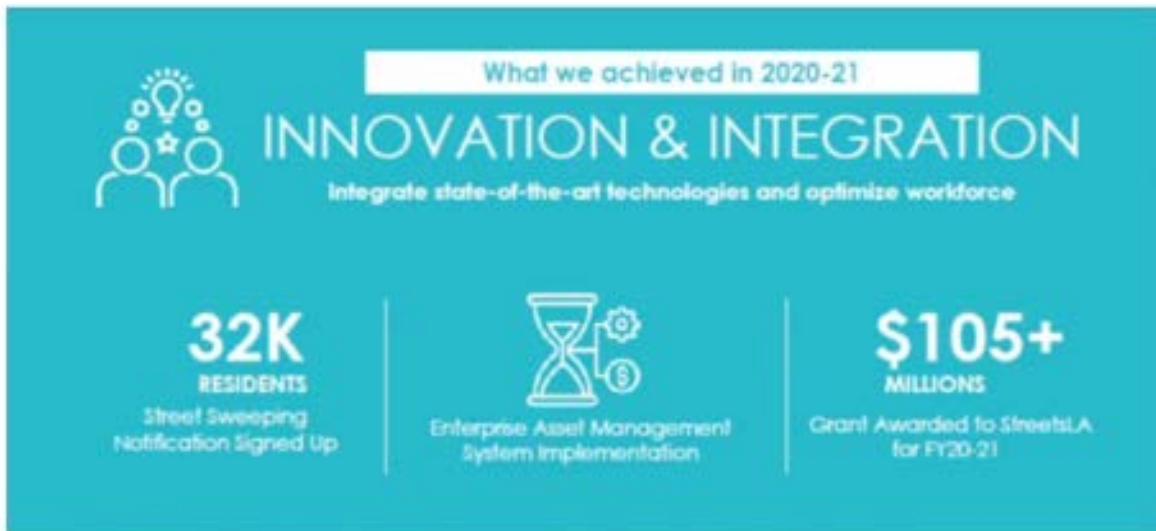 What we achieved in 2020-21
INNOVATION & INTEGRATION
Integrate state-of-the-art technologies and optimize workforce
32K
RESIDENTS
Street Sweeping
Notification Signed Up
Enterprise Asset Management
System Implementation
$105+
MILLIONS
Grant Awarded to StreetsLA
for FY20-21